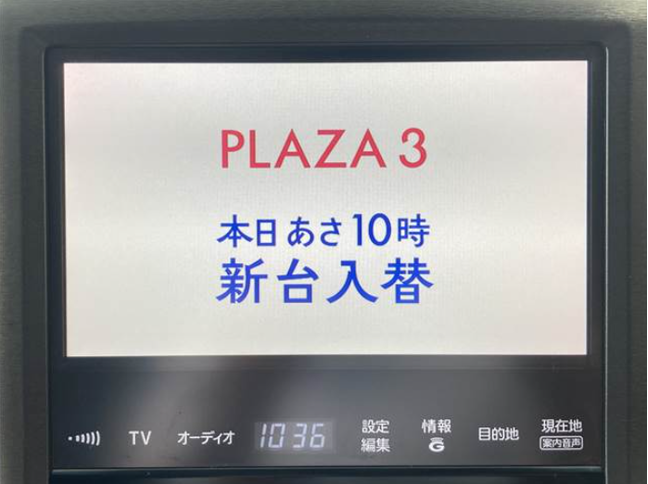 PLAZA 3
本日あさ10時
新台入替
TV
オーディオ
10 36
設定
編集
情報
G
目的地
現在地
案内音声